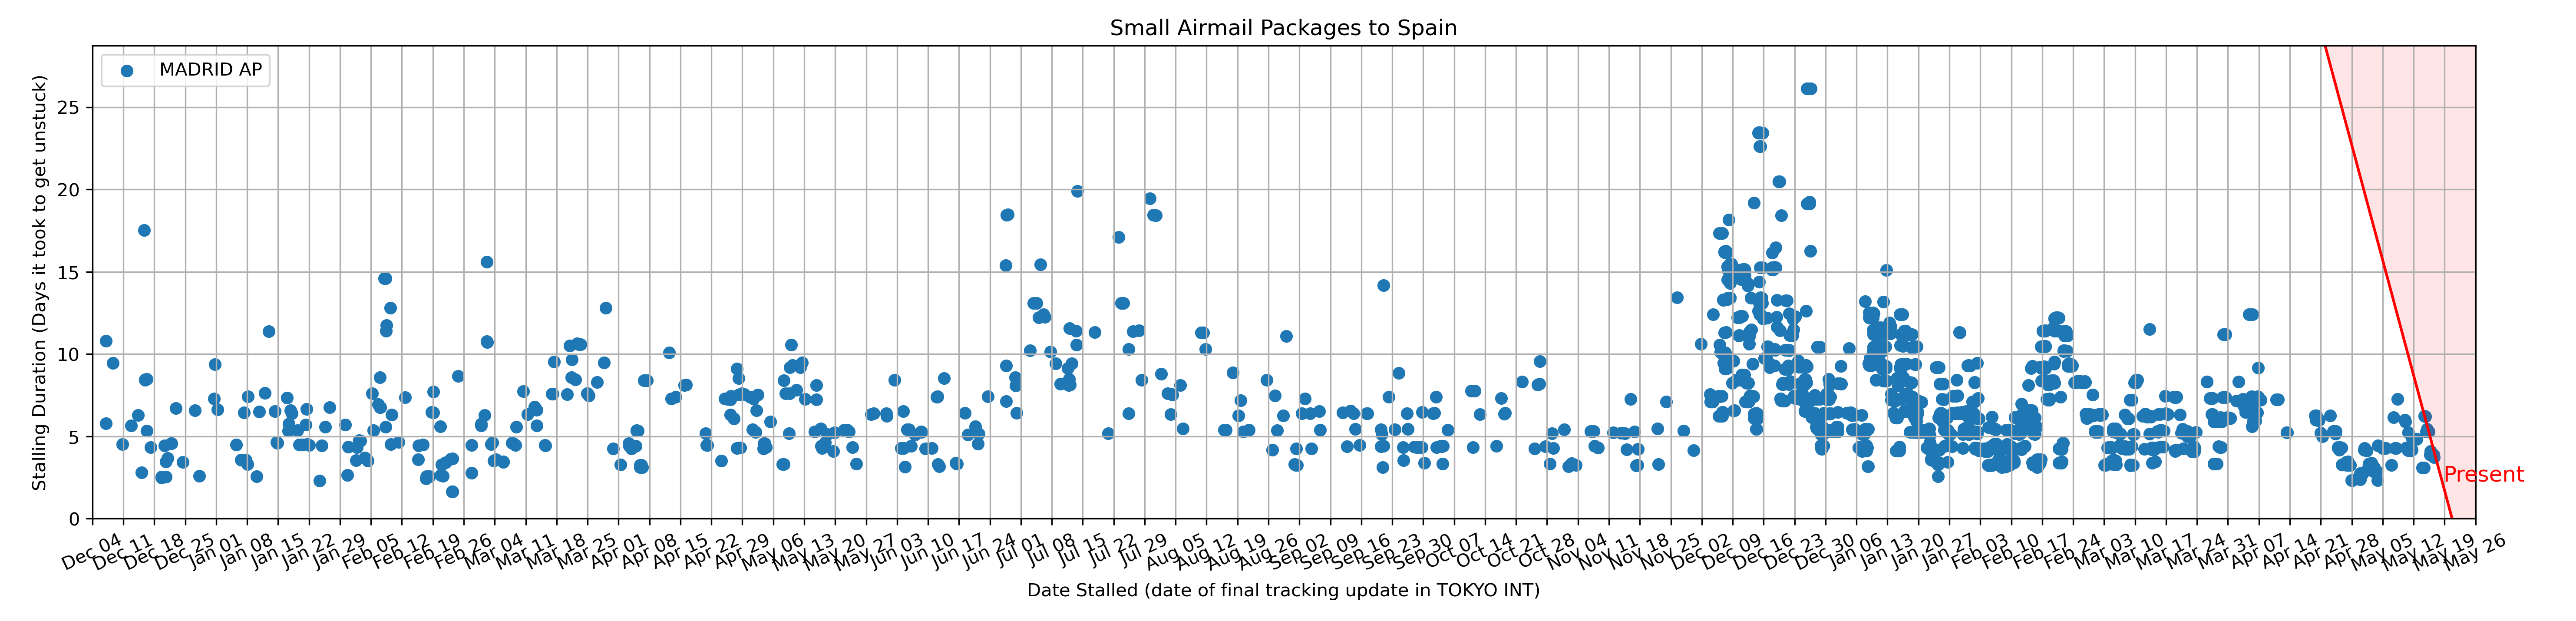 Small Airmail Packages to Spain
MADRID AP
Stalling Duration (Days it took to get unstuck)
25
20
15
10
5
0
Present
Dec 04 Dec 11 Dec 18 Dec 25 Jan 01 Jan 08 Jan 15 Jan 22 Jan 29 Feb 05 Feb 12 Feb 19 Feb 26 Mar 04 Mar 11 Mar 18 Mar 25 Apr 01 Apr 08 Apr 15 Apr 22 Apr 29 May 06 May 13 May 20 May 27 Jun 03 Jun 10 Jun 17 Jun 24 Jul 01 Jul 08 Jul 15 Jul 22 Jul 29 Aug 05 Aug 12 Aug 19 Aug 26 Sep 02 Sep 09 Sep 16 Sep 23 Sep 30 Oct 07 Oct 14 Oct 21 Oct 28 Nov 04 Nov 11 Nov 18 Nov 25 Dec 02 Dec 09 Dec 16 Dec 23 Dec 30 Jan 06 Jan 13 Jan 20 Jan 27 Feb 03 Feb 10 Feb 17 Feb 24 Mar 03 Mar 10 Mar 17 Mar 24 Mar 31 Apr 07 Apr 14 Apr 21 Apr 28 May 05 May 12 May 19 May 26
Date Stalled (date of final tracking update in TOKYO INT)